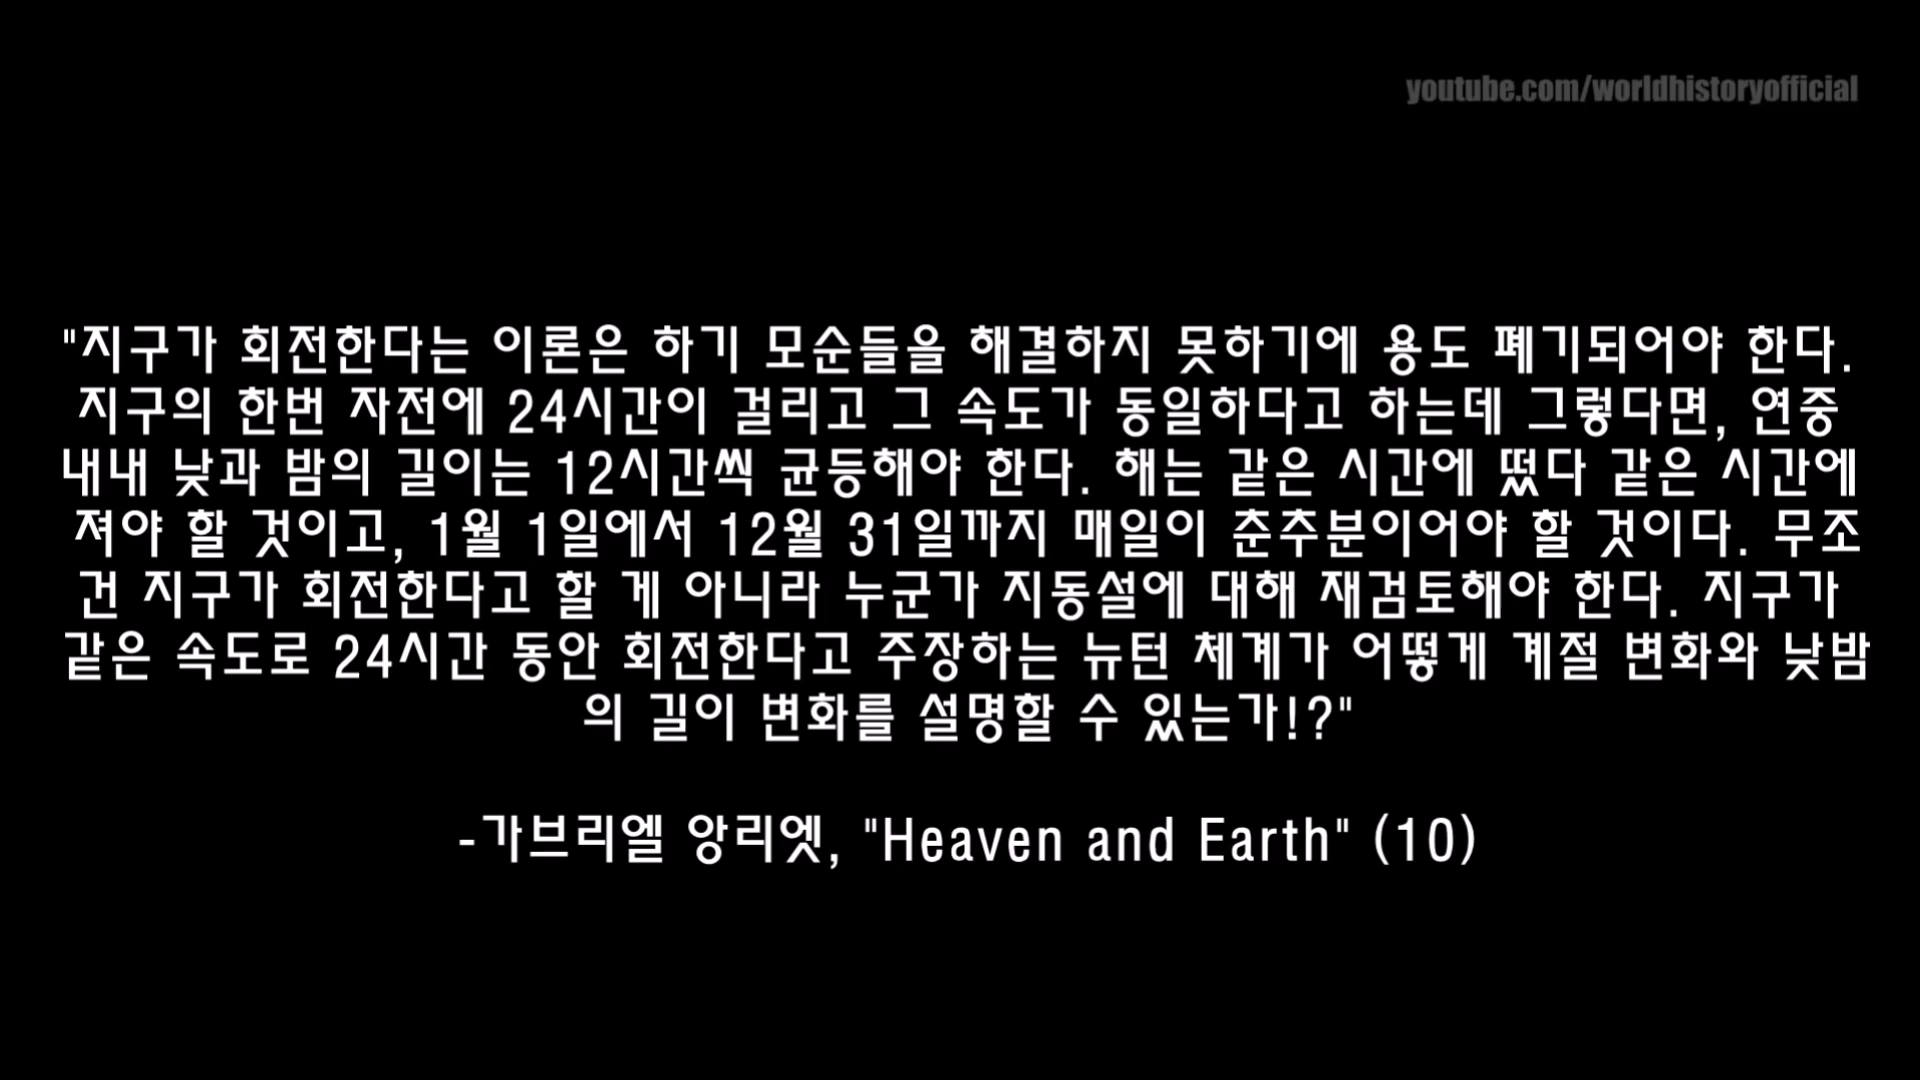 youtube.com/worldhistoryofficial
"지구가 회전한다는 이론은 하기 모순들을 해결하지 못하기에 용도 폐기되어야 한다.
지구의 한번 자전에 24시간이 걸리고 그 속도가 동일하다고 하는데 그렇다면, 연중
내내 낮과 밤의 길이는 12시간씩 균등해야 한다. 해는 같은 시간에 떴다 같은 시간에
져야 할 것이고, 1월 1일에서 12월 31일까지 매일이 춘추분이어야 할 것이다. 무조
건 지구가 회전한다고 할 게 아니라 누군가 지동설에 대해 재검토해야 한다. 지구가
같은 속도로 24시간 동안 회전한다고 주장하는 뉴턴 체계가 어떻게 계절 변화와 낮밤
의 길이 변화를 설명할 수 있는가!?"
-가브리엘 앙리엣, "Heaven and Earth" (10)